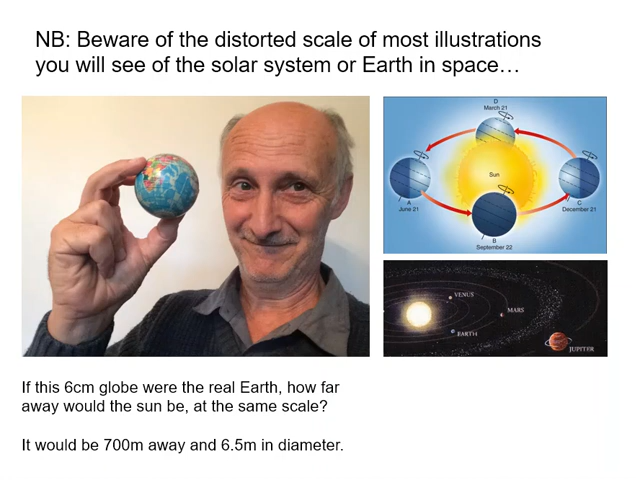 NB: Beware of the distorted scale of most illustrations
you will see of the solar system or Earth in space…
D
March 21
Sun
A
June 21
C
December 21
B
September 22
VENUS
MARS
EARTH
JUPITER
If this 6cm globe were the real Earth, how far
away would the sun be, at the same scale?
It would be 700m away and 6.5m in diameter.